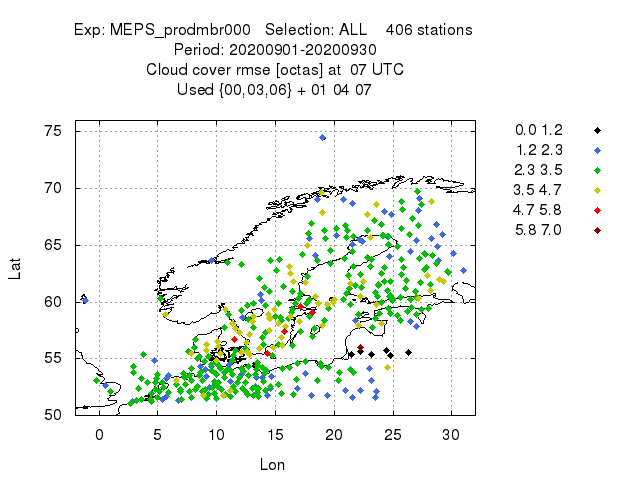 Exp: MEPS_prodmbr000 Selection: ALL 406 stations
Period: 20200901-20200930
Cloud cover rmse [octas] at 07 UTC
Used {00,03,06} + 01 04 07
75
70
65
60
55
50
Lat
0 5 10 15 20 25 30
Lon
0.0 1.2
1.2 2.3
2.3 3.5
3.5 4.7
4.7 5.8
5.8 7.0